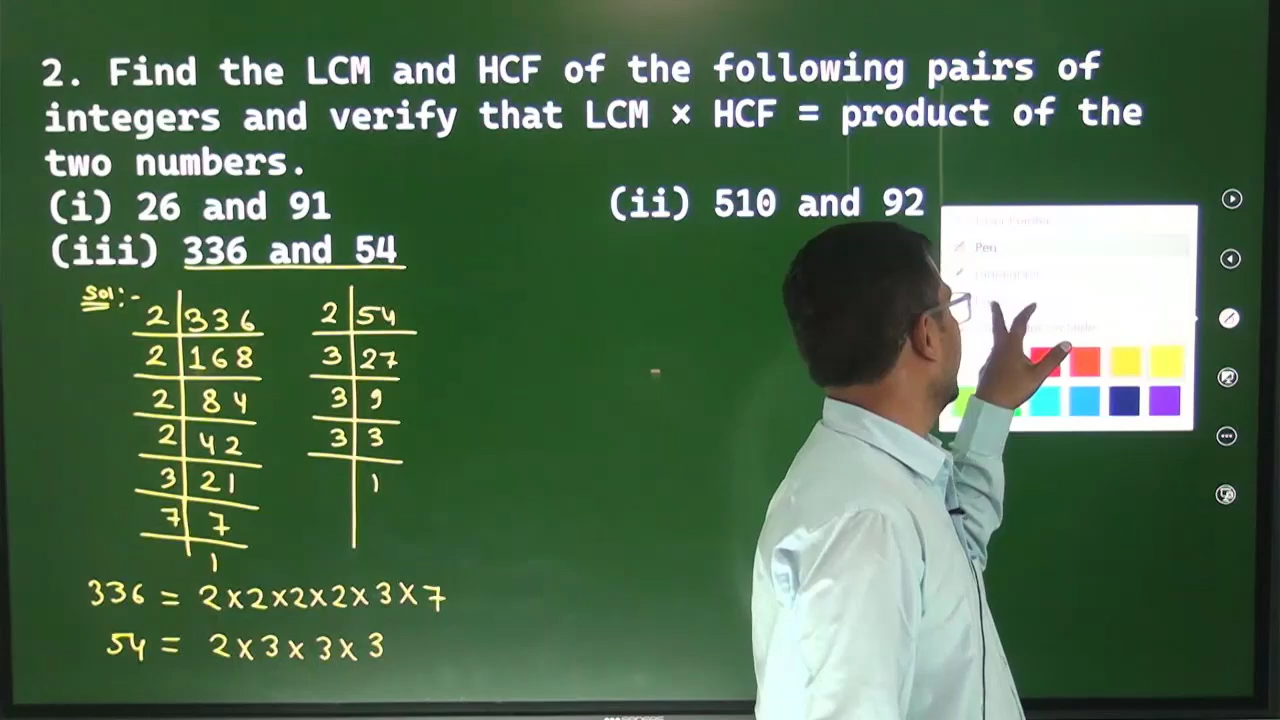 2. Find the LCM and HCF of the following pairs of
integers and verify that LCM × HCF = product of the
two numbers.
(i) 26 and 91
(ii) 510 and 92
(iii) 336 and 54
Sol:-
2 | 336
2 | 168
2 | 84
2 | 42
3 | 21
7 | 7
1
2 | 54
3 | 27
3 | 9
3 | 3
1
336 = 2×2×2×2×3×7
54 = 2×3×3×3
Pen